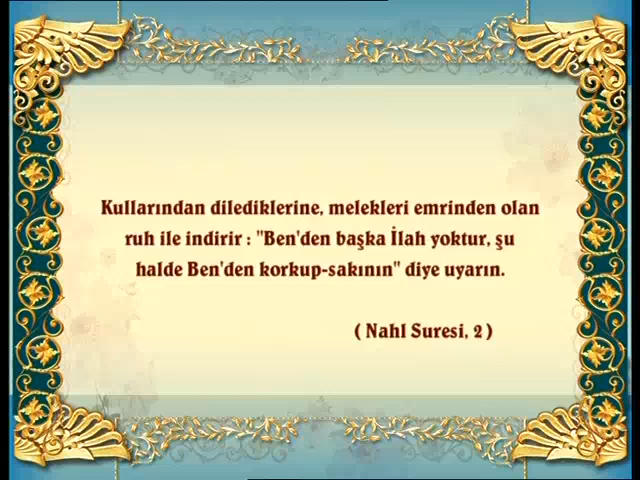 Kullarından dilediklerine, melekleri emrinden olan
ruh ile indirir : "Ben'den başka İlah yoktur, şu
halde Ben'den korkup-sakının" diye uyarın.
( Nahl Suresi, 2 )